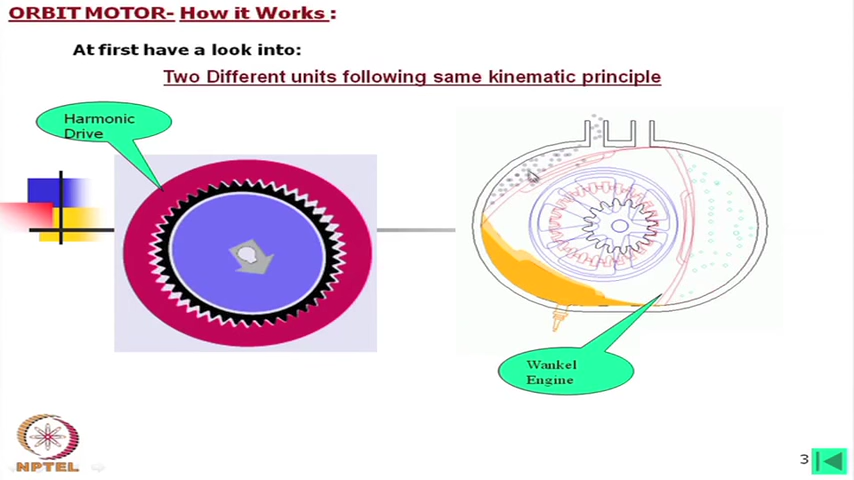 ORBIT MOTOR- How it Works :
At first have a look into:
Two Different units following same kinematic principle
Harmonic
Drive
Wankel
Engine
NPTEL
3